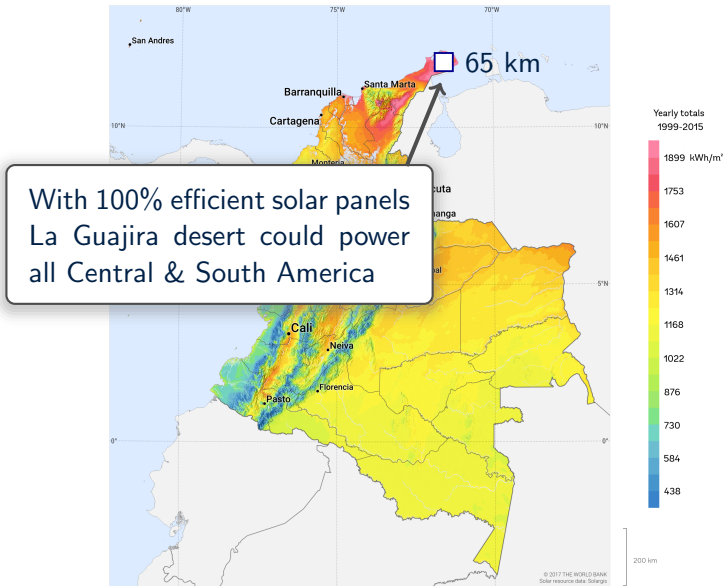 80°W
75°W
70°W
San Andres
65 km
Santa Marta
Barranquilla
Cartagena
10°N
10°N
Yearly totals
1999-2015
1899 kWh/m²
1753
1607
1461
1314
1168
1022
876
730
584
438
Monteria
With 100% efficient solar panels
La Guajira desert could power
all Central & South America
cuta
anga
bal
5°N
Cali
Neiva
Florencia
Pasto
0°
0°
200 km
© 2017 THE WORLD BANK
Solar resource data: Solargis